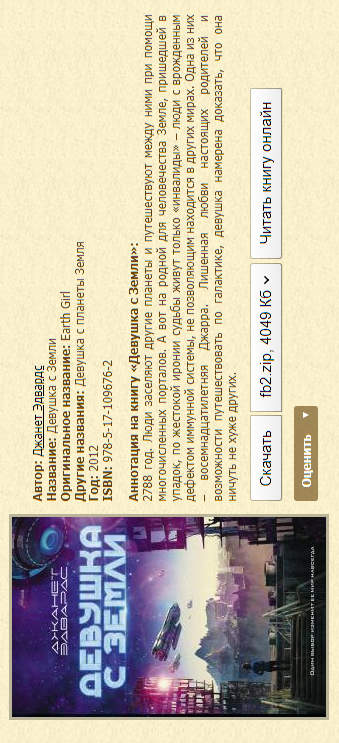 ДЖАНЕТ
ЭДВАРДС
ДЕВУШКА
С ЗЕМЛИ
ОДИН ВЫБОР ИЗМЕНЯЕТ ЕЕ МИР НАВСЕГДА
Автор: Джанет Эдвардс
Название: Девушка с Земли
Оригинальное название: Earth Girl
Другие названия: Девушка с планеты Земля
Год: 2012
ISBN: 978-5-17-109676-2
Аннотация на книгу «Девушка с Земли»:
2788 год. Люди заселяют другие планеты и путешествуют между ними при помощи
многочисленных порталов. А вот на родной для человечества Земле, пришедшей в
упадок, по жестокой иронии судьбы живут только «инвалиды» – люди с врожденным
дефектом иммунной системы, не позволяющим находится в других мирах. Одна из них
– восемнадцатилетняя Джарра. Лишенная любви настоящих родителей и
возможности путешествовать по галактике, девушка намерена доказать, что она
ничуть не хуже других.
Скачать fb2.zip, 4049 Кб Читать книгу онлайн
Оценить